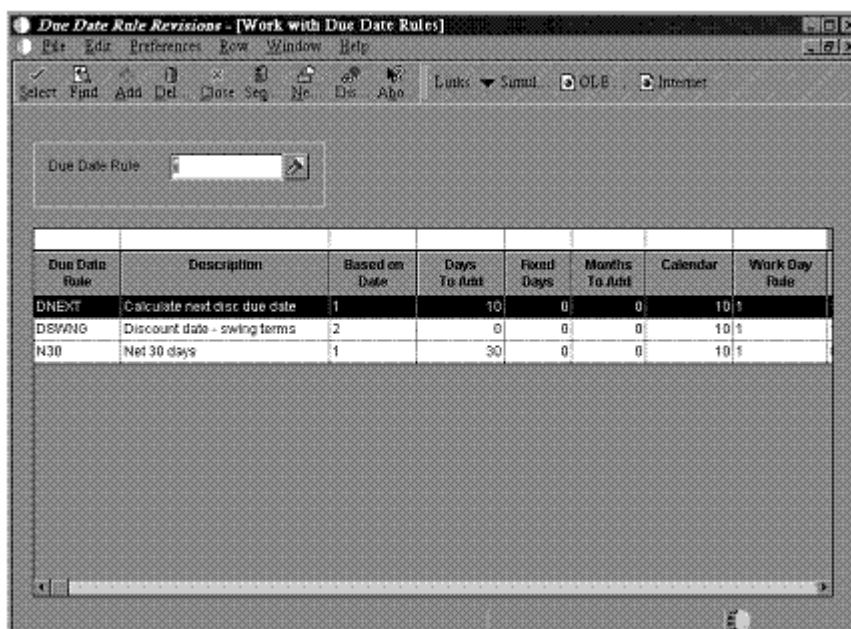 Due Date Rule Revisions - [Work with Due Date Rules]
File Edit Preferences Row Window Help
Select Find Add Del... Close Seq... Ne... Dis... Abo... Links Simul... OLE... Internet
Due Date Rule
Due Date Rule Description Based on Date Days To Add Fixed Days Months To Add Calendar Work Day Rule
DNEXT Calculate next disc due date 1 10 0 0 10 1
DSWNG Discount date - swing terms 2 0 0 0 10 1
N30 Net 30 days 1 30 0 0 10 1